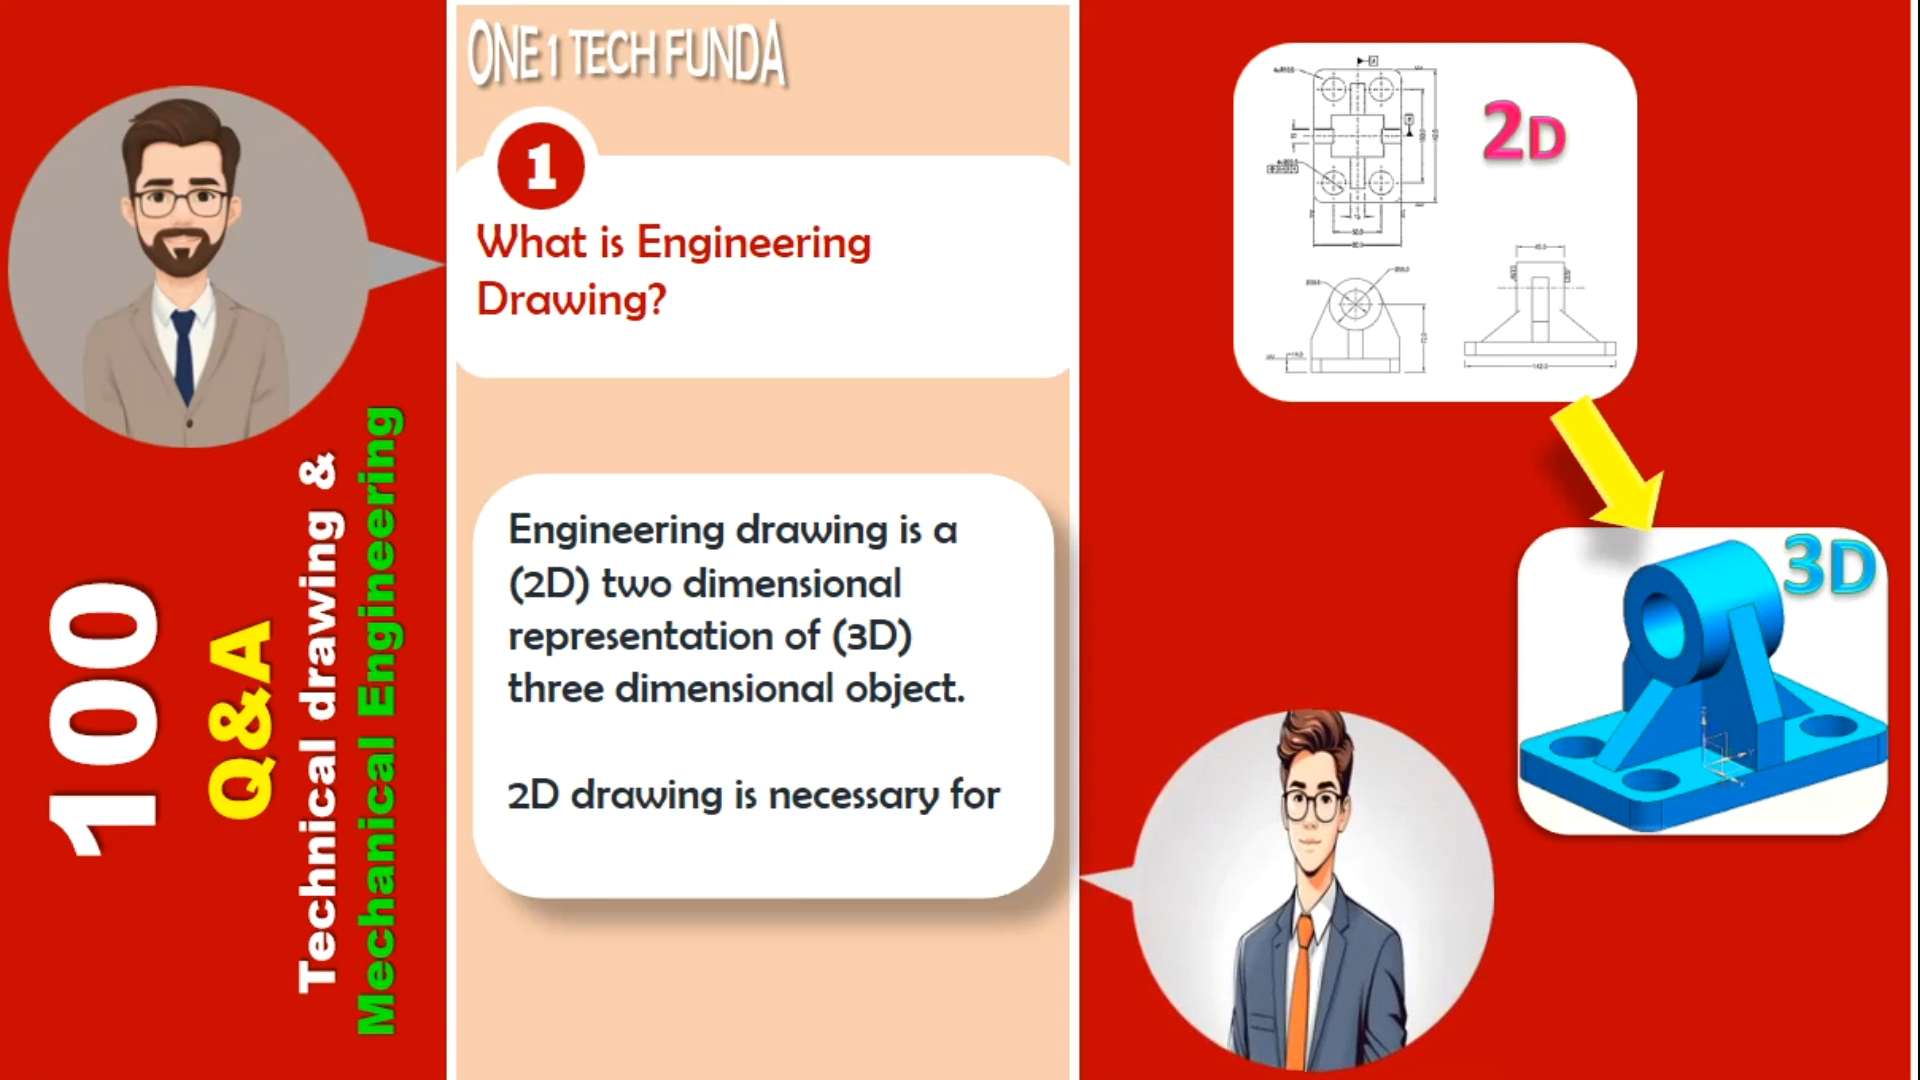 ONE 1 TECH FUNDA
1
What is Engineering
Drawing?
Engineering drawing is a
(2D) two dimensional
representation of (3D)
three dimensional object.
2D drawing is necessary for
100
Q&A
Technical drawing &
Mechanical Engineering
2D
3D